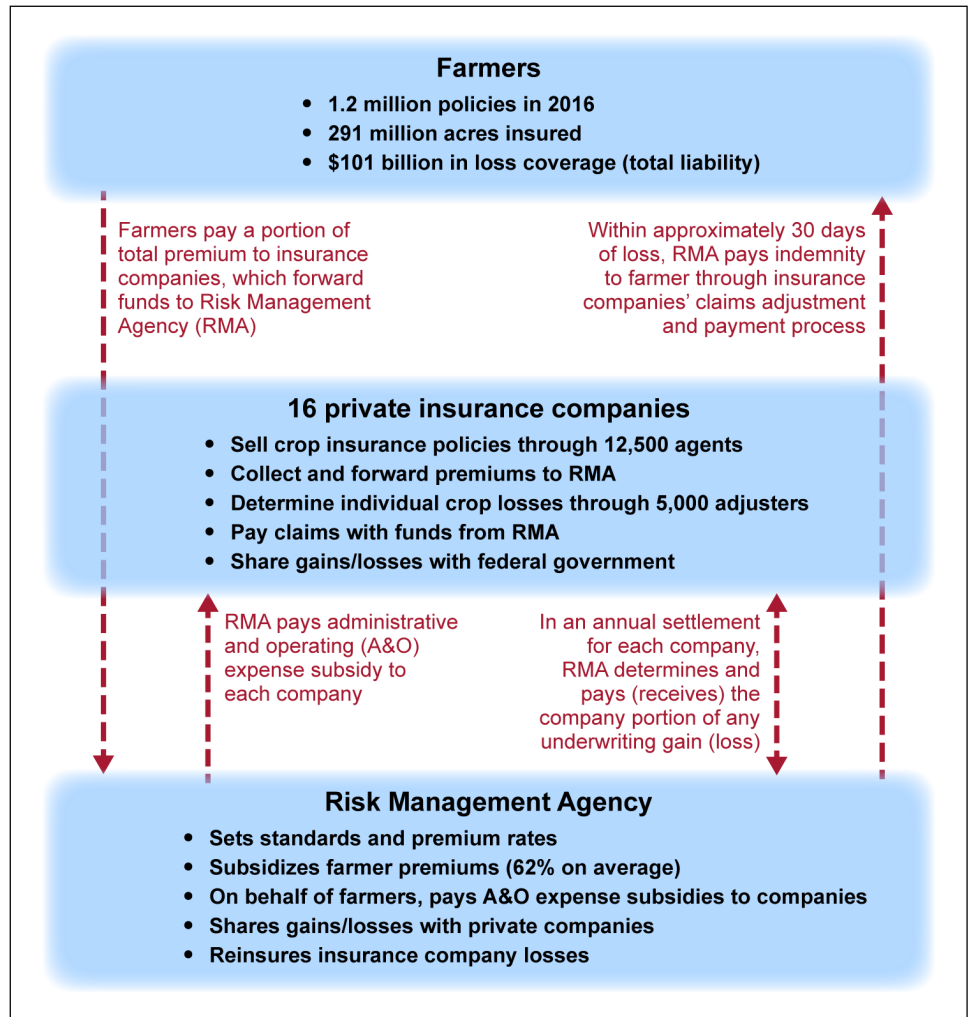 Farmers
• 1.2 million policies in 2016
• 291 million acres insured
• $101 billion in loss coverage (total liability)
Farmers pay a portion of
total premium to insurance
companies, which forward
funds to Risk Management
Agency (RMA)
Within approximately 30 days
of loss, RMA pays indemnity
to farmer through insurance
companies’ claims adjustment
and payment process
16 private insurance companies
• Sell crop insurance policies through 12,500 agents
• Collect and forward premiums to RMA
• Determine individual crop losses through 5,000 adjusters
• Pay claims with funds from RMA
• Share gains/losses with federal government
RMA pays administrative
and operating (A&O)
expense subsidy to
each company
In an annual settlement
for each company,
RMA determines and
pays (receives) the
company portion of any
underwriting gain (loss)
Risk Management Agency
• Sets standards and premium rates
• Subsidizes farmer premiums (62% on average)
• On behalf of farmers, pays A&O expense subsidies to companies
• Shares gains/losses with private companies
• Reinsures insurance company losses